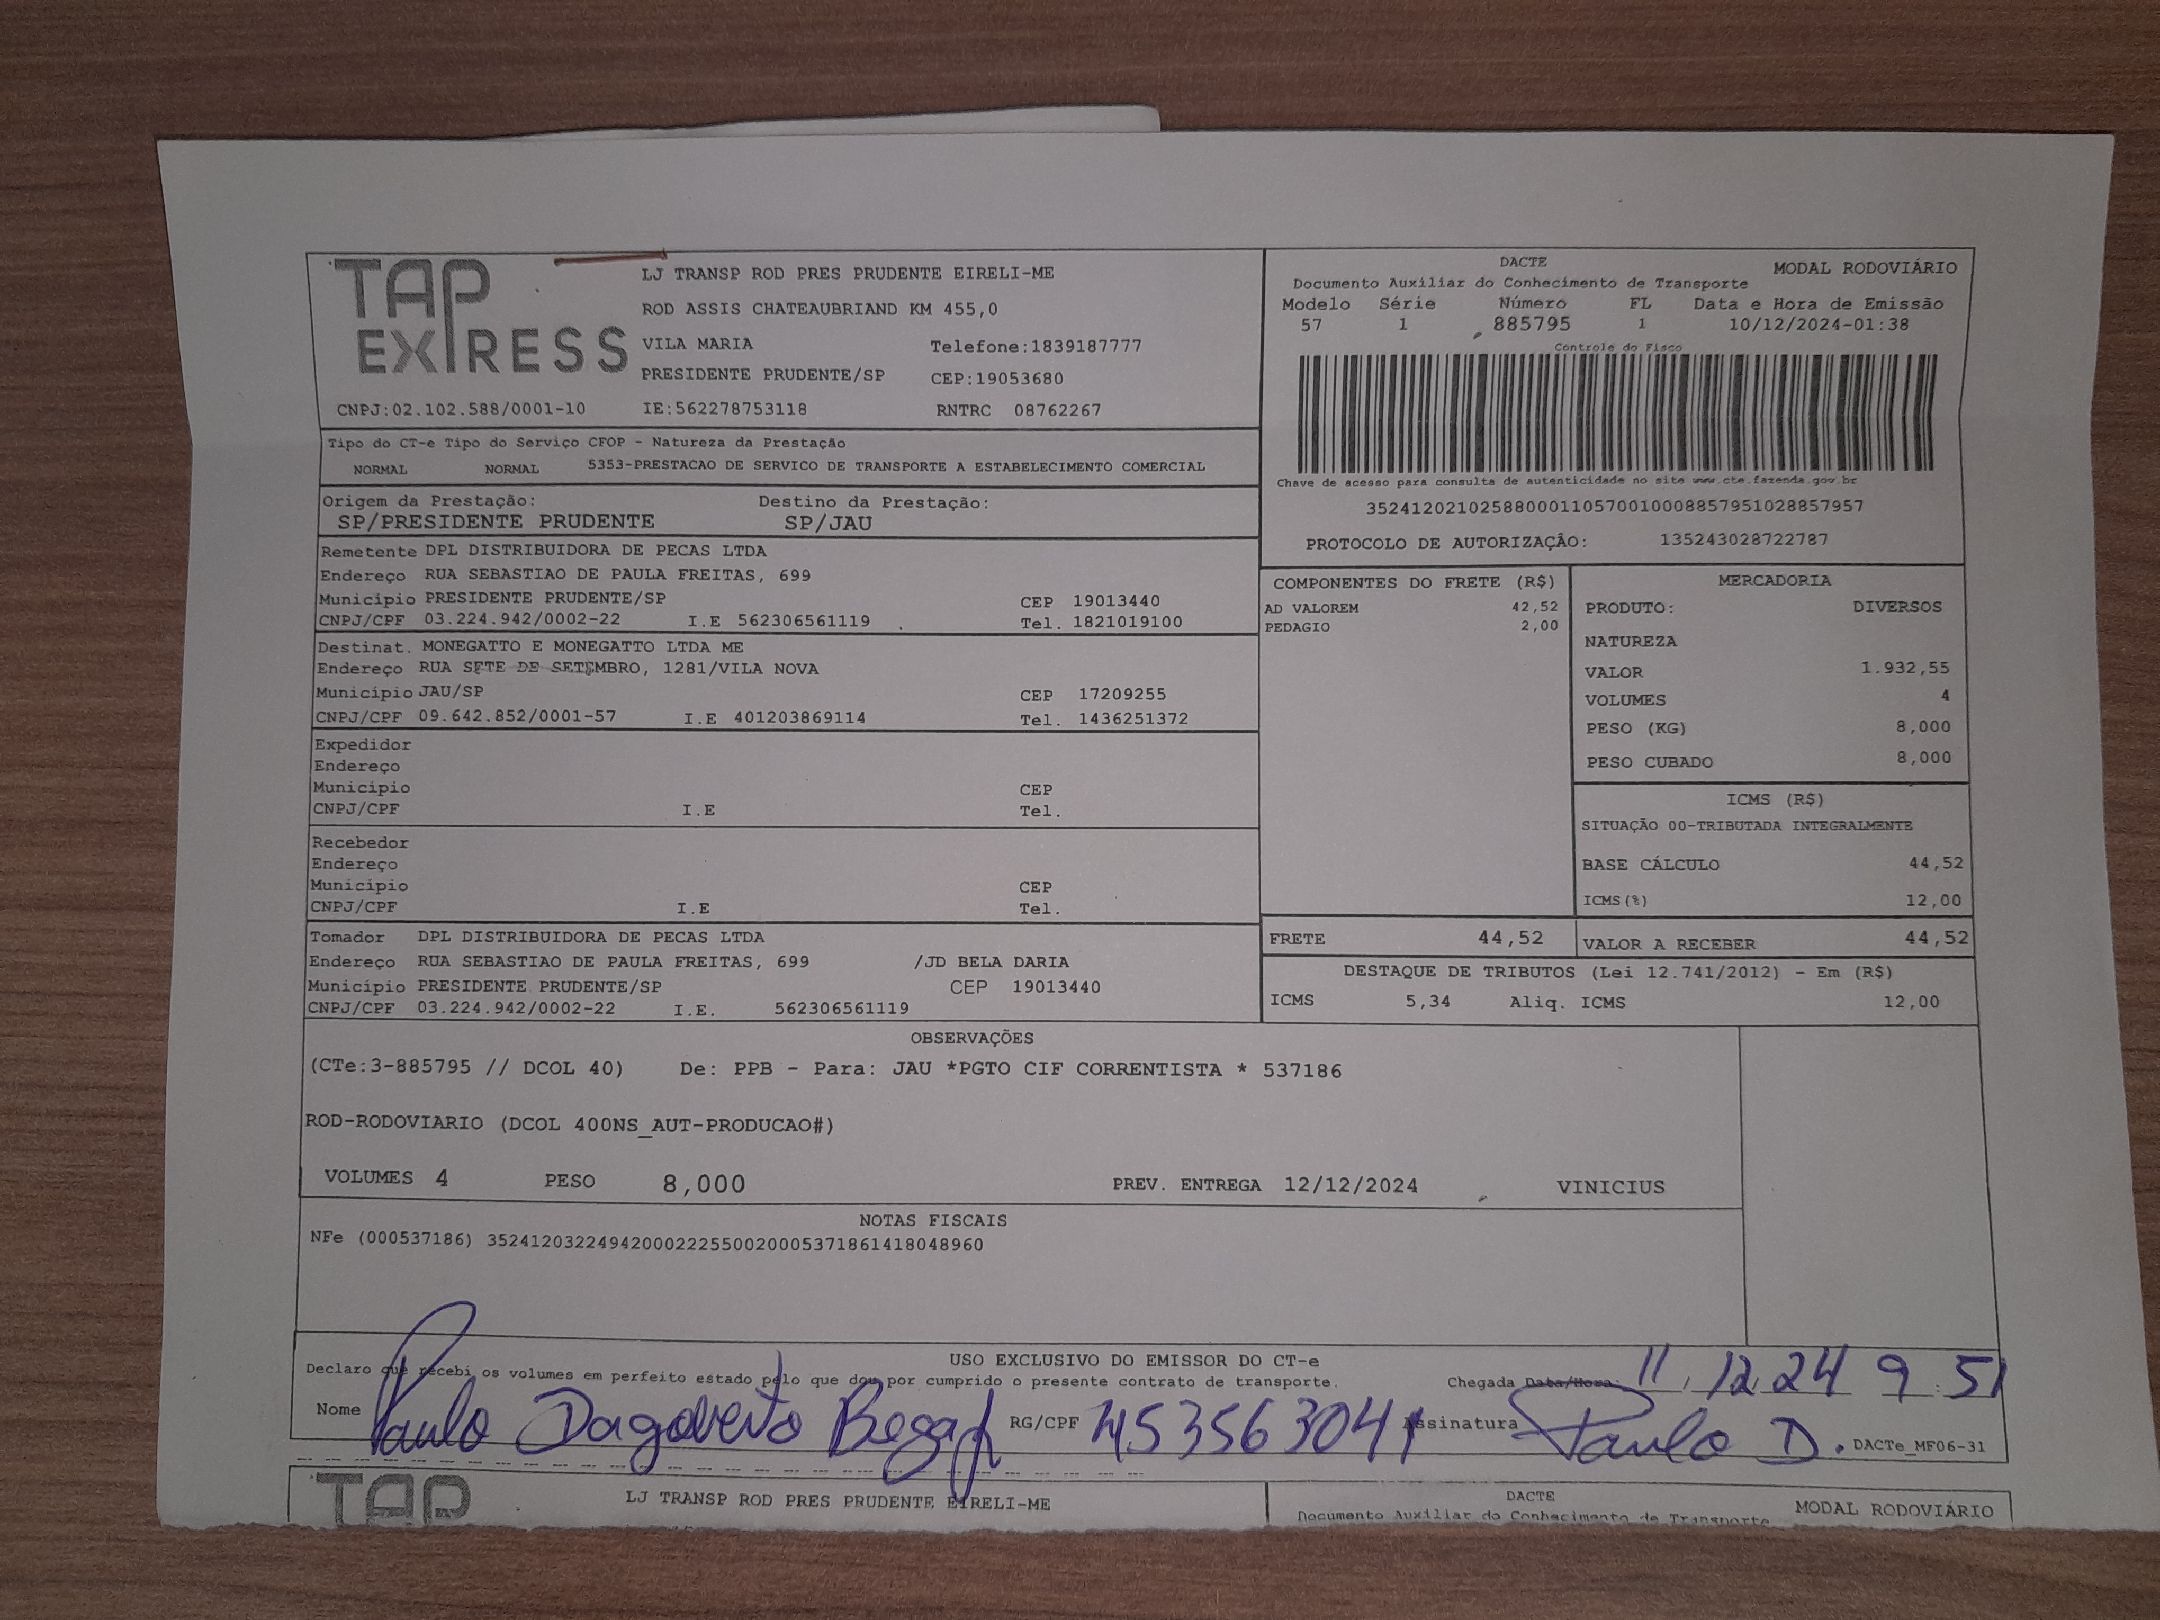 TAP EXPRESS
LJ TRANSP ROD PRES PRUDENTE EIRELI-ME
ROD ASSIS CHATEAUBRIAND KM 455,0
VILA MARIA Telefone:1839187777
PRESIDENTE PRUDENTE/SP CEP:19053680
CNPJ:02.102.588/0001-10 IE:562278753118 RNTRC 08762267
DACTE MODAL RODOVIÁRIO
Documento Auxiliar do Conhecimento de Transporte
Modelo Série Número FL Data e Hora de Emissão
57 1 885795 1 10/12/2024-01:38
Controle do Fisco
Chave de acesso para consulta de autenticidade no site www.cte.fazenda.gov.br
35241202102588000110570010008857951028857957
PROTOCOLO DE AUTORIZAÇÃO: 135243028722787
Tipo do CT-e Tipo do Serviço CFOP - Natureza da Prestação
NORMAL NORMAL 5353-PRESTACAO DE SERVICO DE TRANSPORTE A ESTABELECIMENTO COMERCIAL
Origem da Prestação: Destino da Prestação:
SP/PRESIDENTE PRUDENTE SP/JAU
Remetente DPL DISTRIBUIDORA DE PECAS LTDA
Endereço RUA SEBASTIAO DE PAULA FREITAS, 699
Município PRESIDENTE PRUDENTE/SP CEP 19013440
CNPJ/CPF 03.224.942/0002-22 I.E 562306561119 Tel. 1821019100
Destinat. MONEGATTO E MONEGATTO LTDA ME
Endereço RUA SETE DE SETEMBRO, 1281/VILA NOVA
Município JAU/SP CEP 17209255
CNPJ/CPF 09.642.852/0001-57 I.E 401203869114 Tel. 1436251372
Expedidor
Endereço
Município CEP
CNPJ/CPF I.E Tel.
Recebedor
Endereço
Município CEP
CNPJ/CPF I.E Tel.
Tomador DPL DISTRIBUIDORA DE PECAS LTDA
Endereço RUA SEBASTIAO DE PAULA FREITAS, 699 /JD BELA DARIA
Município PRESIDENTE PRUDENTE/SP CEP 19013440
CNPJ/CPF 03.224.942/0002-22 I.E. 562306561119
COMPONENTES DO FRETE (R$)
AD VALOREM 42,52
PEDAGIO 2,00
MERCADORIA
PRODUTO: DIVERSOS
NATUREZA
VALOR 1.932,55
VOLUMES 4
PESO (KG) 8,000
PESO CUBADO 8,000
ICMS (R$)
SITUAÇÃO 00-TRIBUTADA INTEGRALMENTE
BASE CÁLCULO 44,52
ICMS(%) 12,00
FRETE 44,52 VALOR A RECEBER 44,52
DESTAQUE DE TRIBUTOS (Lei 12.741/2012) - Em (R$)
ICMS 5,34 Aliq. ICMS 12,00
OBSERVAÇÕES
(CTe:3-885795 // DCOL 40) De: PPB - Para: JAU *PGTO CIF CORRENTISTA * 537186
ROD-RODOVIARIO (DCOL 400NS_AUT-PRODUCAO#)
VOLUMES 4 PESO 8,000 PREV. ENTREGA 12/12/2024 VINICIUS
NOTAS FISCAIS
NFe (000537186) 35241203224942000222550020005371861418048960
USO EXCLUSIVO DO EMISSOR DO CT-e
Declaro que recebi os volumes em perfeito estado pelo que dou por cumprido o presente contrato de transporte. Chegada Data/Hora: 11 12 24 9:51
Nome Paulo Dagoberto RG/CPF 453563041 Assinatura Paulo D. DACTe_MF06-31
TAP
LJ TRANSP ROD PRES PRUDENTE EIRELI-ME
DACTE MODAL RODOVIÁRIO
Documento Auxiliar do Conhecimento de Transporte